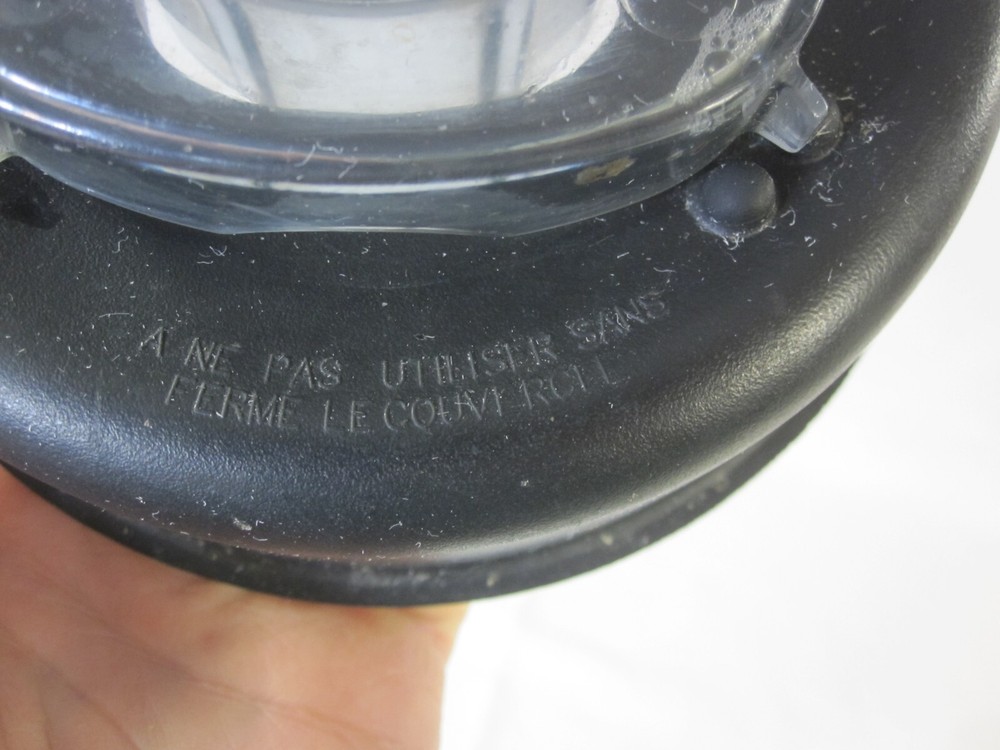 A NE PAS UTILISER SANS
FERME LE COUVERCLE